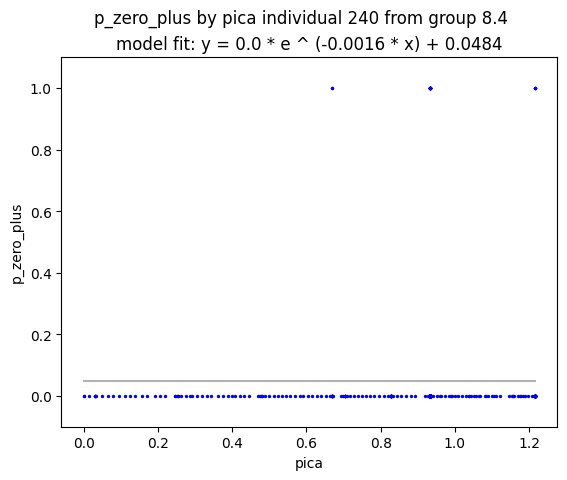 p_zero_plus by pica individual 240 from group 8.4
model fit: y = 0.0 * e ^ (-0.0016 * x) + 0.0484
1.0
0.8
0.6
0.4
0.2
0.0
p_zero_plus
0.0 0.2 0.4 0.6 0.8 1.0 1.2
pica